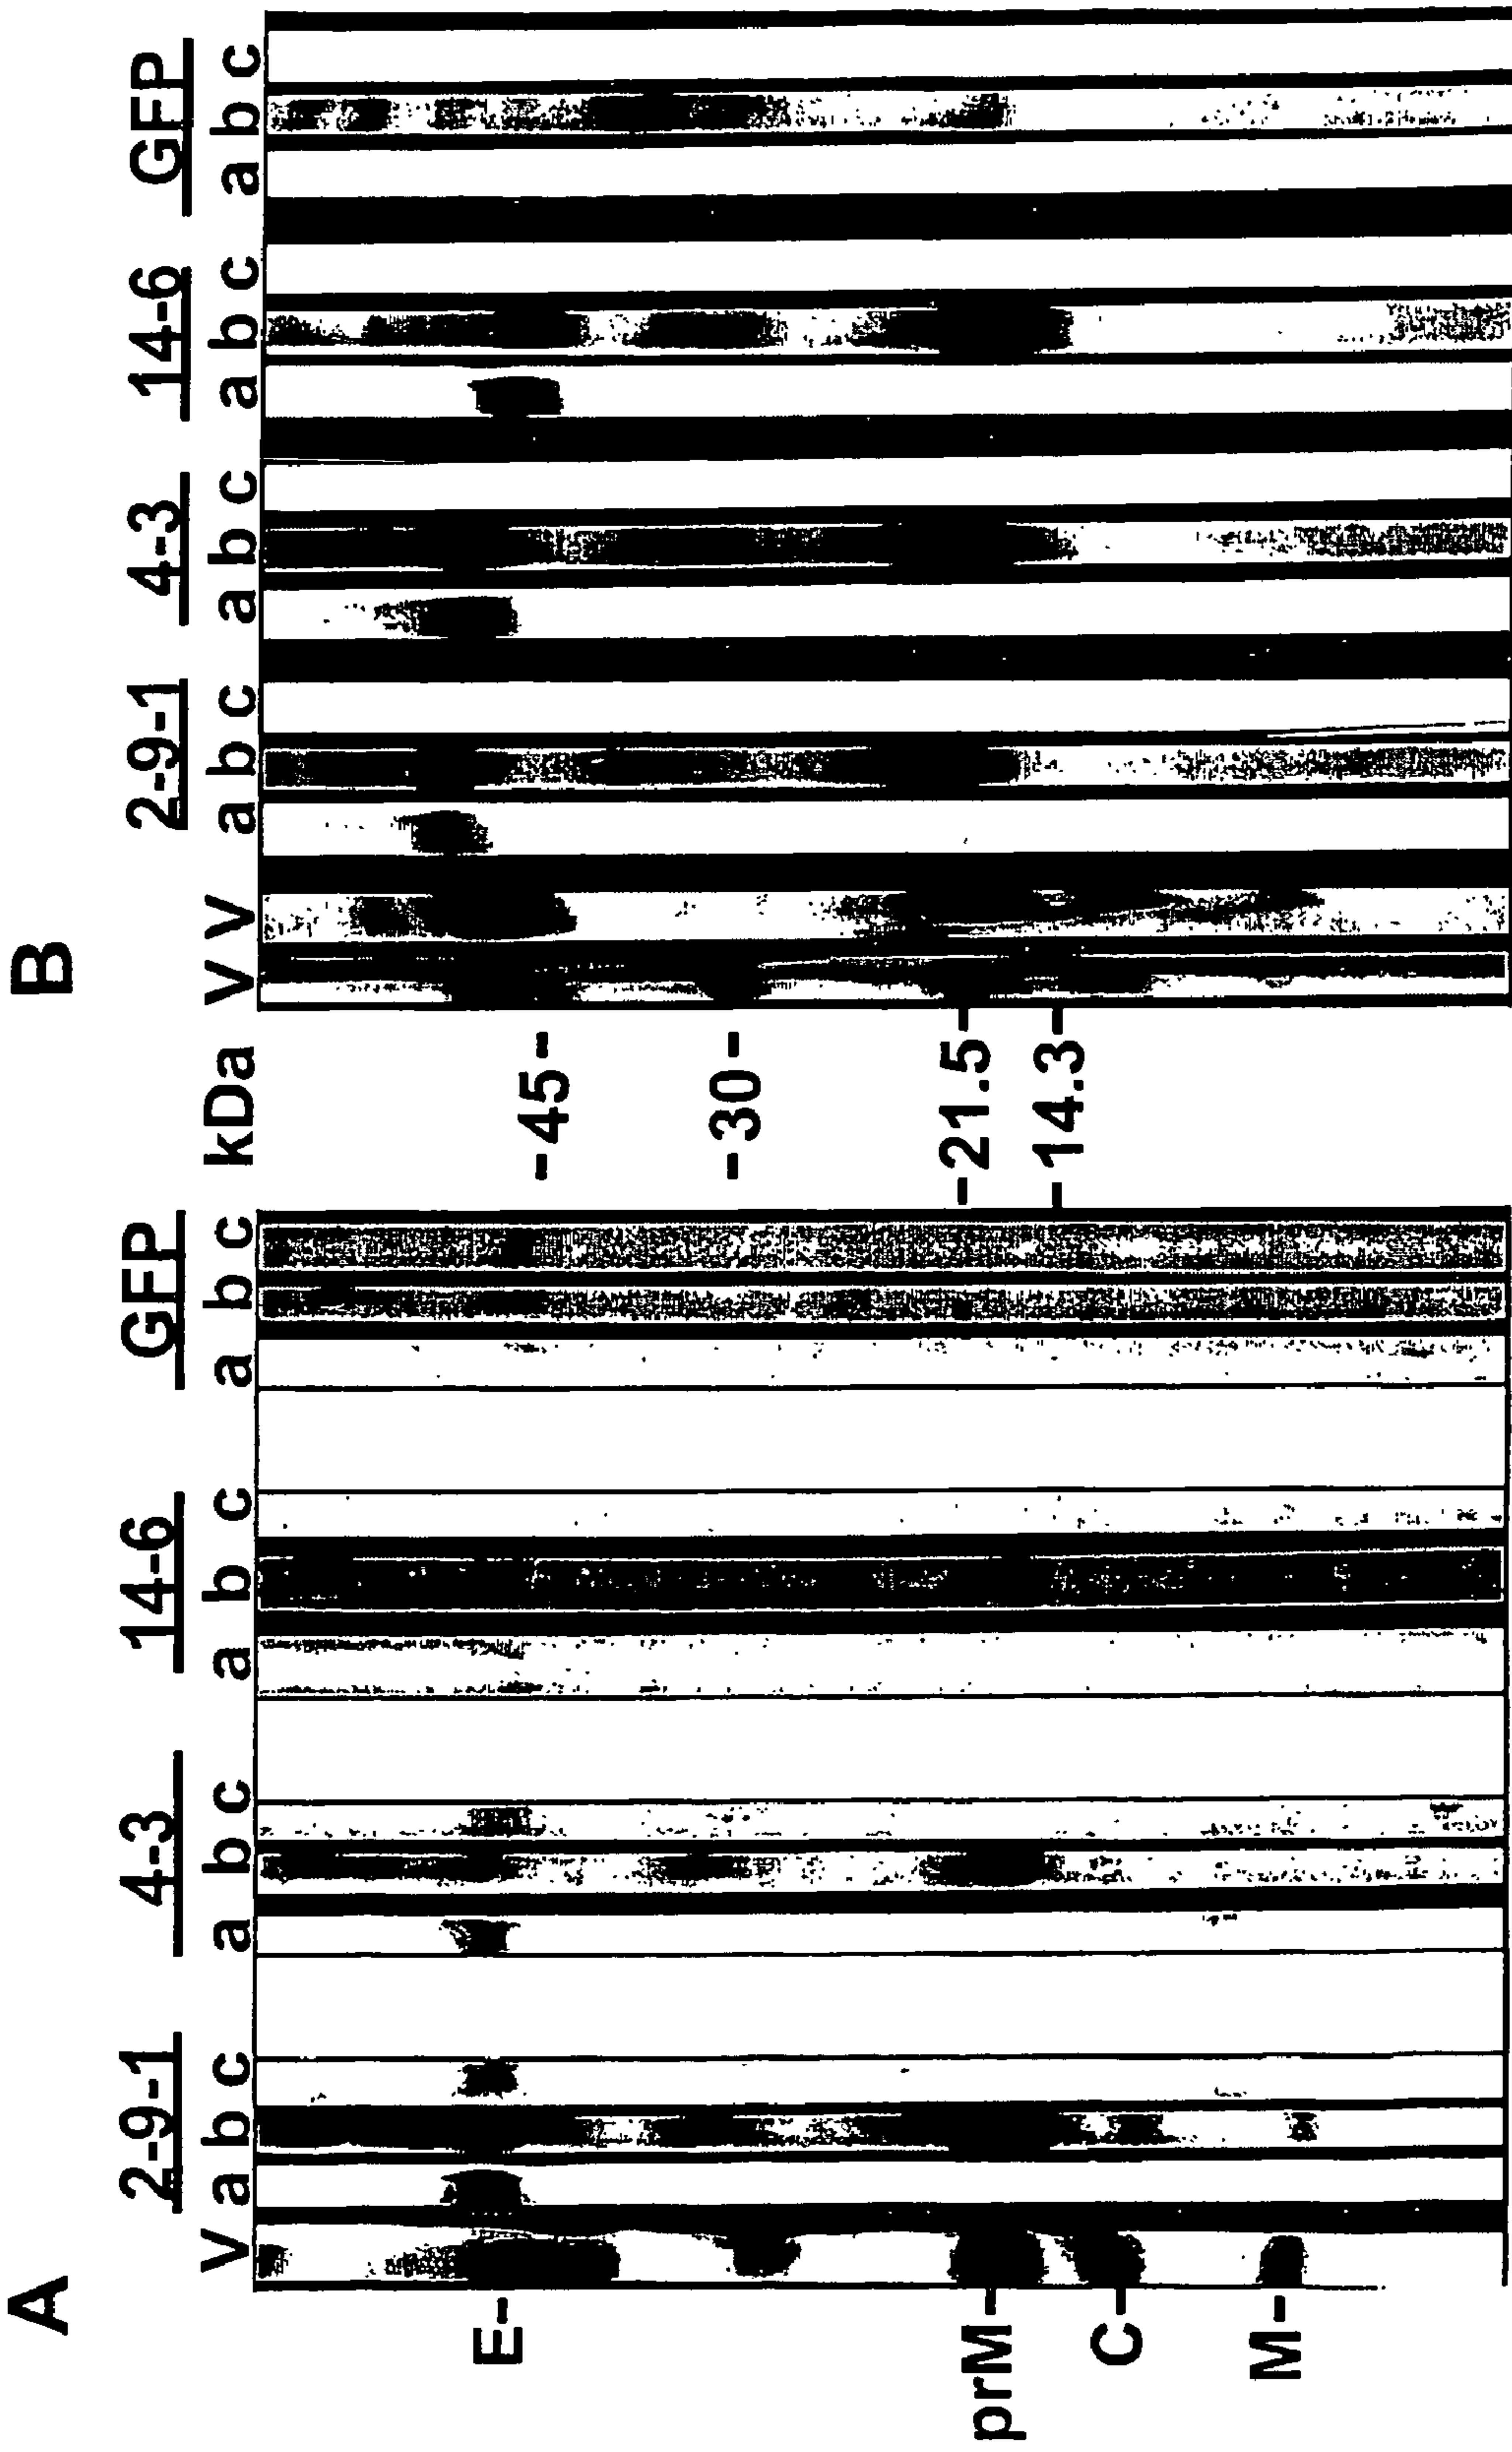 A
2-9-1 4-3 14-6 GFP
V a b c a b c a b c a b c
E-
prM-
C-
M-
kDa
-45-
-30-
-21.5-
-14.3-
B
2-9-1 4-3 14-6 GFP
V V a b c a b c a b c a b c